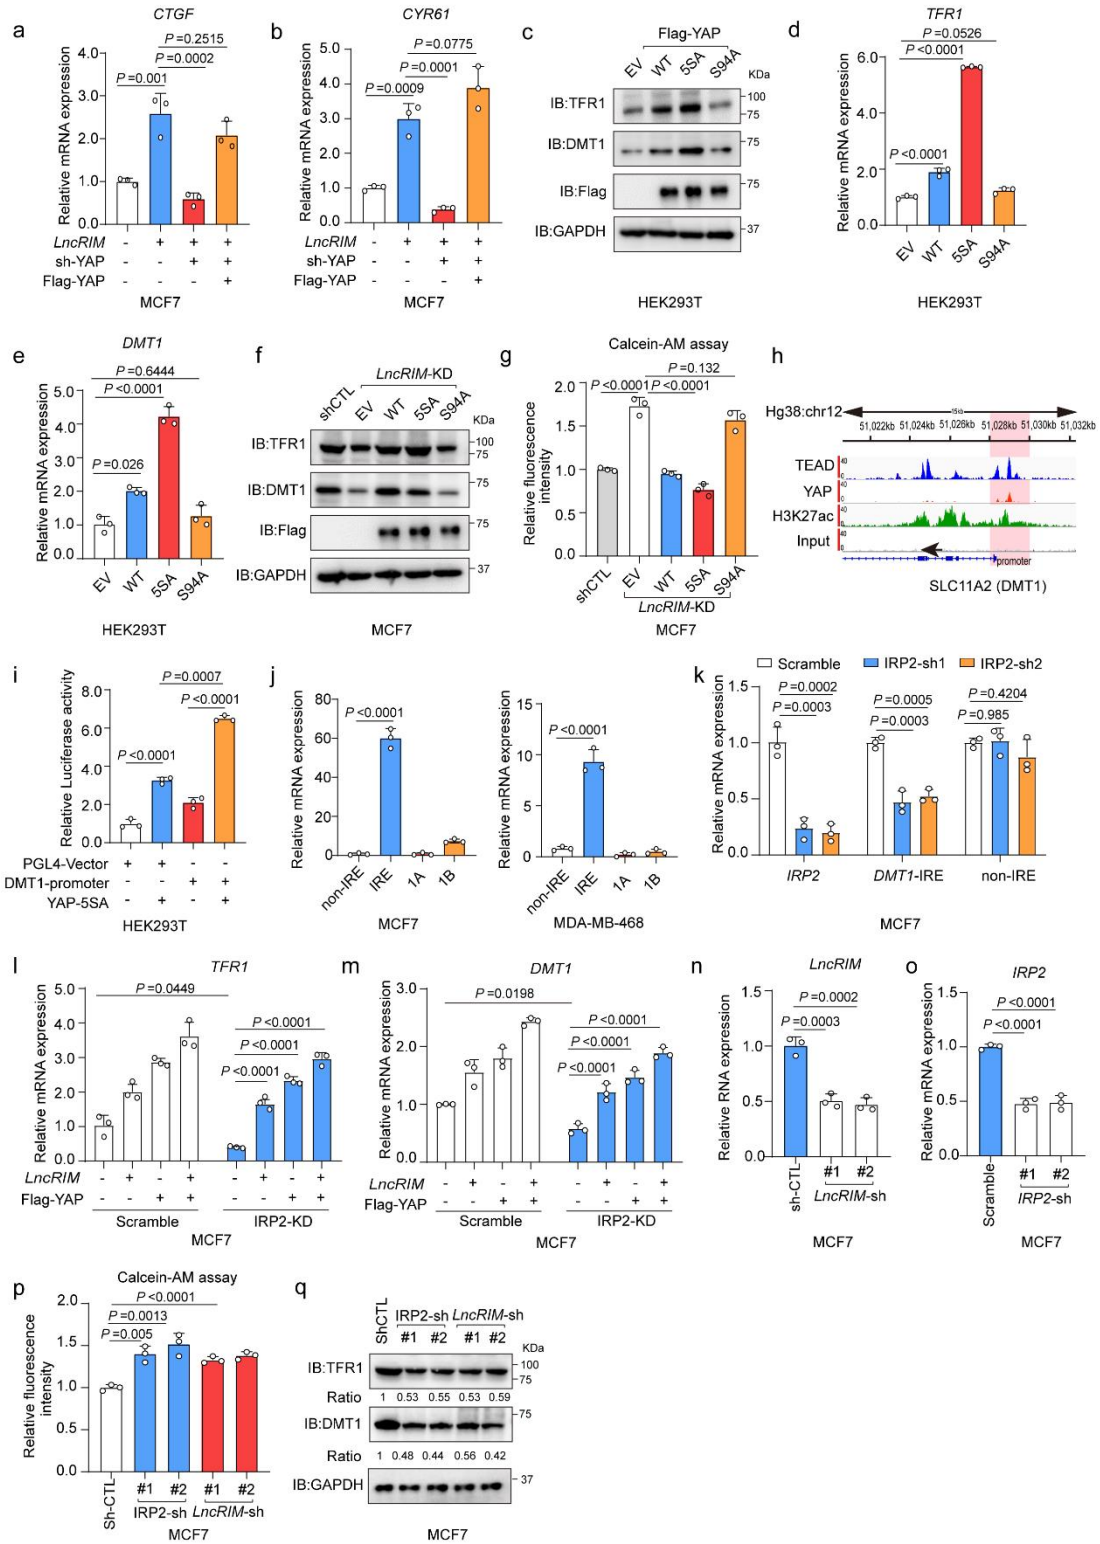 a
CTGF
Relative mRNA expression
4.0
3.0
2.0
1.0
0.0
P =0.2515
P =0.0002
P =0.001
LncRIM - + + +
sh-YAP - - + +
Flag-YAP - - - +
MCF7
b
CYR61
Relative mRNA expression
5
4
3
2
1
0
P =0.0775
P =0.0001
P =0.0009
LncRIM - + + +
sh-YAP - - + +
Flag-YAP - - - +
MCF7
c
Flag-YAP
EV WT 5SA S94A
KDa
IB:TFR1
100
75
IB:DMT1
75
IB:Flag
75
IB:GAPDH
37
HEK293T
d
TFR1
Relative mRNA expression
6.0
4.0
2.0
0.0
P =0.0526
P <0.0001
P <0.0001
EV WT 5SA S94A
HEK293T
e
DMT1
Relative mRNA expression
5.0
4.0
3.0
2.0
1.0
0.0
P =0.6444
P <0.0001
P =0.026
EV WT 5SA S94A
HEK293T
f
LncRIM-KD
shCTL EV WT 5SA S94A
KDa
IB:TFR1
100
75
IB:DMT1
IB:Flag
75
IB:GAPDH
37
MCF7
g
Calcein-AM assay
Relative fluorescence
intensity
2.0
1.5
1.0
0.5
0.0
P =0.132
P <0.0001 P <0.0001
shCTL EV WT 5SA S94A
LncRIM-KD
MCF7
h
Hg38:chr12
15kb
51,022kb 51,024kb 51,026kb 51,028kb 51,030kb 51,032kb
TEAD
40
0
YAP
40
0
H3K27ac
40
0
Input
40
0
promoter
SLC11A2 (DMT1)
i
Relative Luciferase activity
8.0
6.0
4.0
2.0
0.0
P =0.0007
P <0.0001
P <0.0001
PGL4-Vector + + - -
DMT1-promoter - - + +
YAP-5SA - + - +
HEK293T
j
Relative mRNA expression
80
60
40
20
0
P <0.0001
non-IRE IRE 1A 1B
MCF7
Relative mRNA expression
15
10
5
0
P <0.0001
non-IRE IRE 1A 1B
MDA-MB-468
k
Scramble IRP2-sh1 IRP2-sh2
Relative mRNA expression
1.5
1.0
0.5
0.0
P =0.0002
P =0.0003
P =0.0005
P =0.0003
P =0.4204
P =0.985
IRP2 DMT1-IRE non-IRE
MCF7
l
TFR1
Relative mRNA expression
5.0
4.0
3.0
2.0
1.0
0.0
P =0.0449
P <0.0001
P <0.0001
P <0.0001
LncRIM - + - + - + - +
Flag-YAP - - + + - - + +
Scramble IRP2-KD
MCF7
m
DMT1
Relative mRNA expression
3.0
2.0
1.0
0.0
P =0.0198
P <0.0001
P <0.0001
P <0.0001
LncRIM - + - + - + - +
Flag-YAP - - + + - - + +
Scramble IRP2-KD
MCF7
n
LncRIM
Relative RNA expression
1.5
1.0
0.5
0.0
P =0.0002
P =0.0003
sh-CTL #1 #2
LncRIM-sh
MCF7
o
IRP2
Relative mRNA expression
1.5
1.0
0.5
0.0
P <0.0001
P <0.0001
Scramble #1 #2
IRP2-sh
MCF7
p
Calcein-AM assay
Relative fluorescence
intensity
2.0
1.5
1.0
0.5
0.0
P <0.0001
P =0.0013
P =0.005
Sh-CTL #1 #2 #1 #2
IRP2-sh LncRIM-sh
MCF7
q
ShCTL IRP2-sh LncRIM-sh
#1 #2 #1 #2
KDa
IB:TFR1
100
75
Ratio 1 0.53 0.55 0.53 0.59
IB:DMT1
75
Ratio 1 0.48 0.44 0.56 0.42
IB:GAPDH
37
MCF7